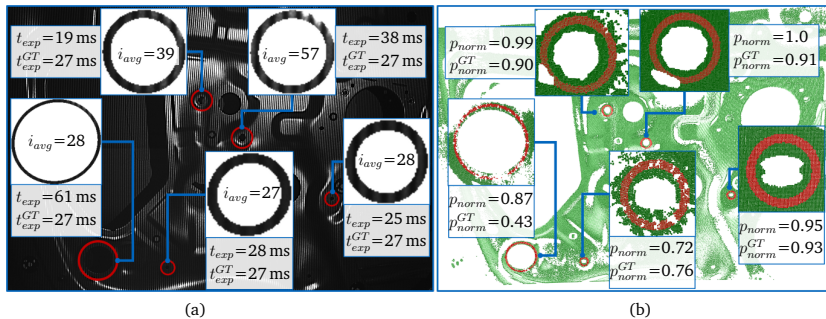 t_exp=19 ms
t_exp^GT=27 ms
i_avg=39
i_avg=57
t_exp=38 ms
t_exp^GT=27 ms
i_avg=28
t_exp=61 ms
t_exp^GT=27 ms
i_avg=27
t_exp=28 ms
t_exp^GT=27 ms
i_avg=28
t_exp=25 ms
t_exp^GT=27 ms
(a)
p_norm=0.99
p_norm^GT=0.90
p_norm=1.0
p_norm^GT=0.91
p_norm=0.87
p_norm^GT=0.43
p_norm=0.72
p_norm^GT=0.76
p_norm=0.95
p_norm^GT=0.93
(b)